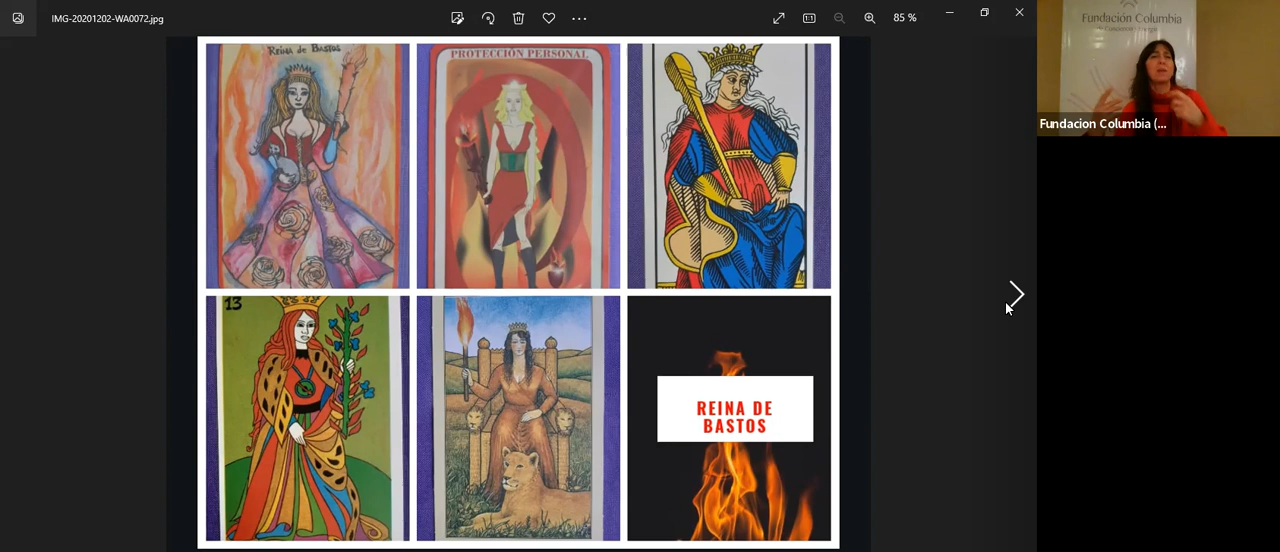 IMG-20201202-WA0072.jpg
85 %
Reina de Bastos
PROTECCIÓN PERSONAL
13
REINA DE
BASTOS
Fundación Columbia
Fundacion Columbia (...